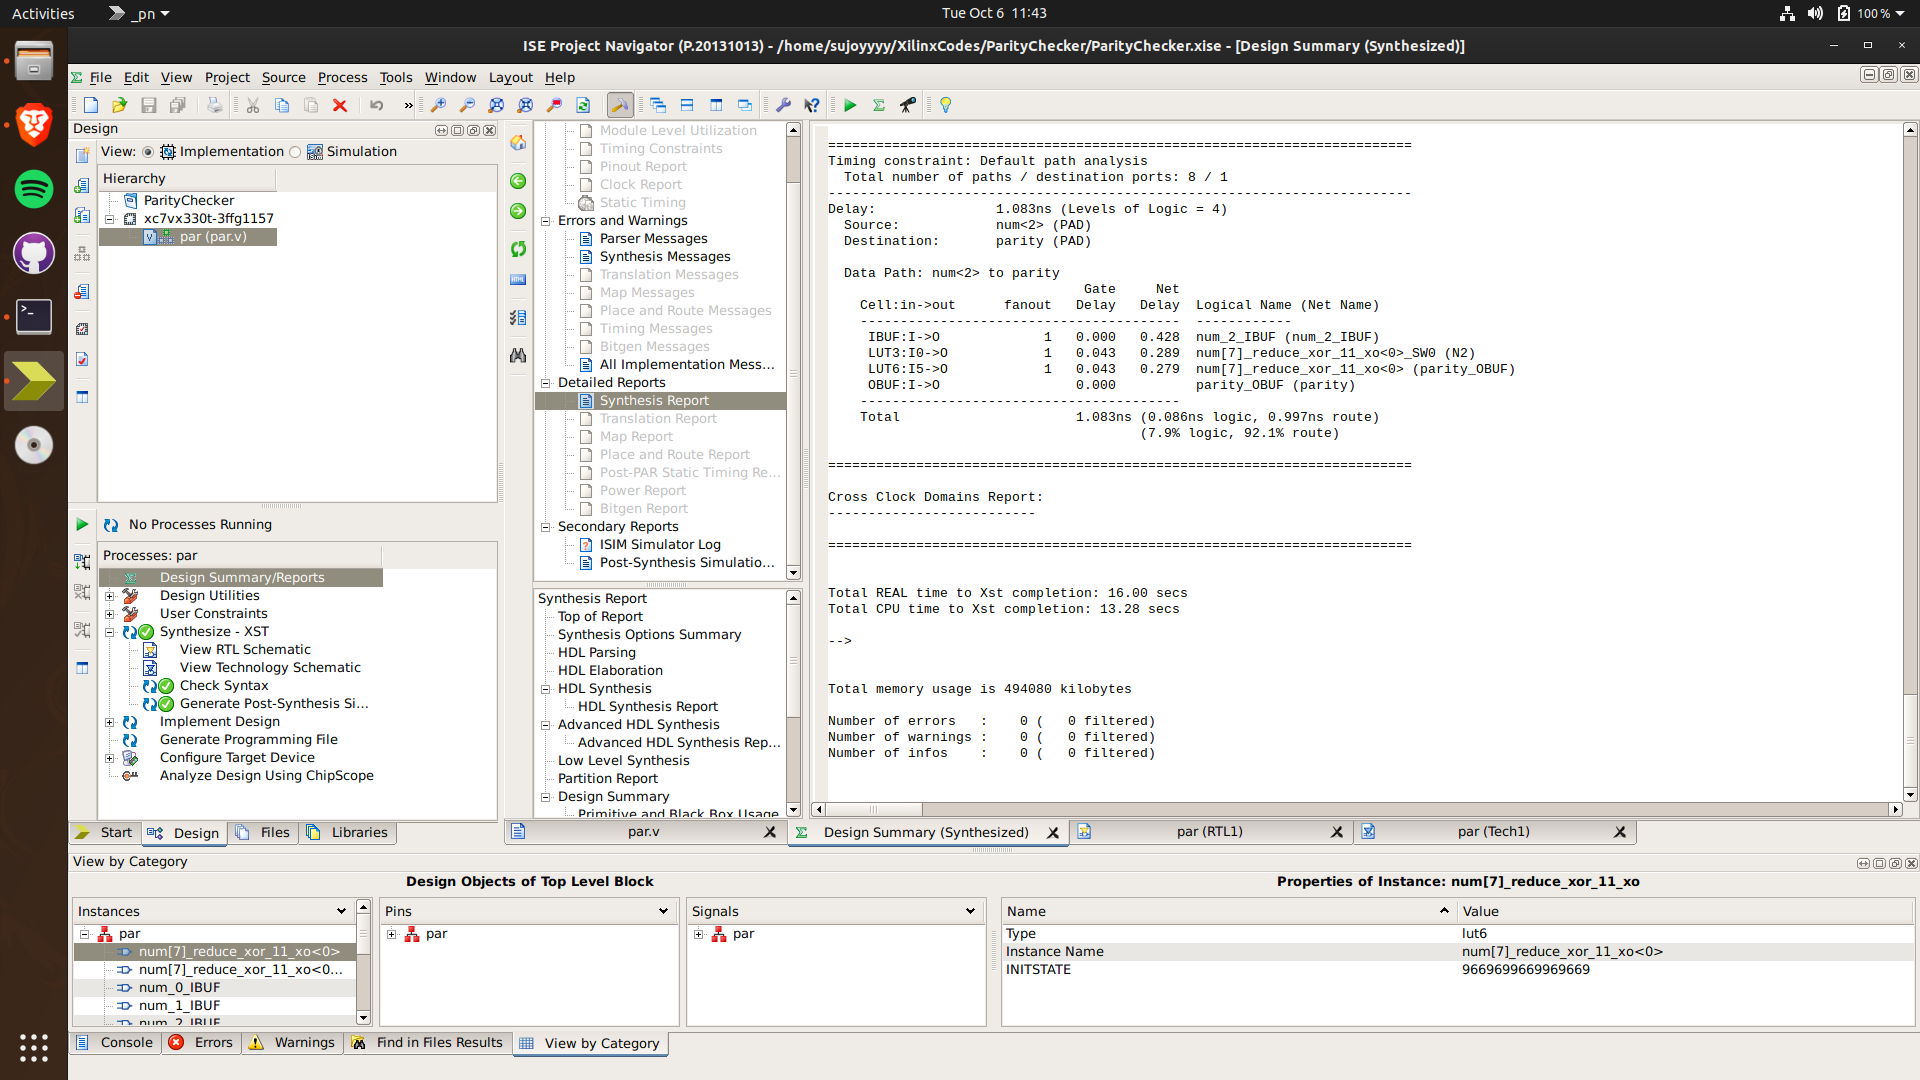 Activities
_pn
Tue Oct 6 11:43
100 %
ISE Project Navigator (P.20131013) - /home/sujoyyyy/XilinxCodes/ParityChecker/ParityChecker.xise - [Design Summary (Synthesized)]
File Edit View Project Source Process Tools Window Layout Help
Design
View: Implementation Simulation
Hierarchy
ParityChecker
xc7vx330t-3ffg1157
par (par.v)
No Processes Running
Processes: par
Design Summary/Reports
Design Utilities
User Constraints
Synthesize - XST
View RTL Schematic
View Technology Schematic
Check Syntax
Generate Post-Synthesis Si...
Implement Design
Generate Programming File
Configure Target Device
Analyze Design Using ChipScope
Start
Design
Files
Libraries
Module Level Utilization
Timing Constraints
Pinout Report
Clock Report
Static Timing
Errors and Warnings
Parser Messages
Synthesis Messages
Translation Messages
Map Messages
Place and Route Messages
Timing Messages
Bitgen Messages
All Implementation Mess...
Detailed Reports
Synthesis Report
Translation Report
Map Report
Place and Route Report
Post-PAR Static Timing Re...
Power Report
Bitgen Report
Secondary Reports
ISIM Simulator Log
Post-Synthesis Simulatio...
Synthesis Report
Top of Report
Synthesis Options Summary
HDL Parsing
HDL Elaboration
HDL Synthesis
HDL Synthesis Report
Advanced HDL Synthesis
Advanced HDL Synthesis Rep...
Low Level Synthesis
Partition Report
Design Summary
Primitive and Black Box Usage
=========================================================================
Timing constraint: Default path analysis
Total number of paths / destination ports: 8 / 1
-------------------------------------------------------------------------
Delay: 1.083ns (Levels of Logic = 4)
Source: num<2> (PAD)
Destination: parity (PAD)
Data Path: num<2> to parity
Gate Net
Cell:in->out fanout Delay Delay Logical Name (Net Name)
---------------------------------------- ------------
IBUF:I->O 1 0.000 0.428 num_2_IBUF (num_2_IBUF)
LUT3:I0->O 1 0.043 0.289 num[7]_reduce_xor_11_xo<0>_SW0 (N2)
LUT6:I5->O 1 0.043 0.279 num[7]_reduce_xor_11_xo<0> (parity_OBUF)
OBUF:I->O 0.000 parity_OBUF (parity)
----------------------------------------
Total 1.083ns (0.086ns logic, 0.997ns route)
(7.9% logic, 92.1% route)
=========================================================================
Cross Clock Domains Report:
--------------------------
=========================================================================
Total REAL time to Xst completion: 16.00 secs
Total CPU time to Xst completion: 13.28 secs
-->
Total memory usage is 494080 kilobytes
Number of errors : 0 ( 0 filtered)
Number of warnings : 0 ( 0 filtered)
Number of infos : 0 ( 0 filtered)
par.v
Design Summary (Synthesized)
par (RTL1)
par (Tech1)
View by Category
Design Objects of Top Level Block
Properties of Instance: num[7]_reduce_xor_11_xo
Instances
par
num[7]_reduce_xor_11_xo<0>
num[7]_reduce_xor_11_xo<0...
num_0_IBUF
num_1_IBUF
num_2_IBUF
Pins
par
Signals
par
Name Value
Type lut6
Instance Name num[7]_reduce_xor_11_xo<0>
INITSTATE 9669699669969669
Console
Errors
Warnings
Find in Files Results
View by Category